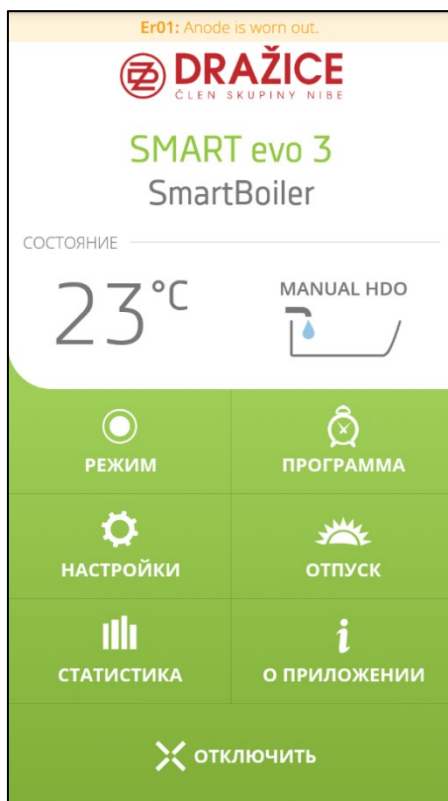 Er01: Anode is worn out.
DRAŽICE
ČLEN SKUPINY NIBE
SMART evo 3
SmartBoiler
СОСТОЯНИЕ
23°C
MANUAL HDO
РЕЖИМ
ПРОГРАММА
НАСТРОЙКИ
ОТПУСК
СТАТИСТИКА
О ПРИЛОЖЕНИИ
ОТКЛЮЧИТЬ